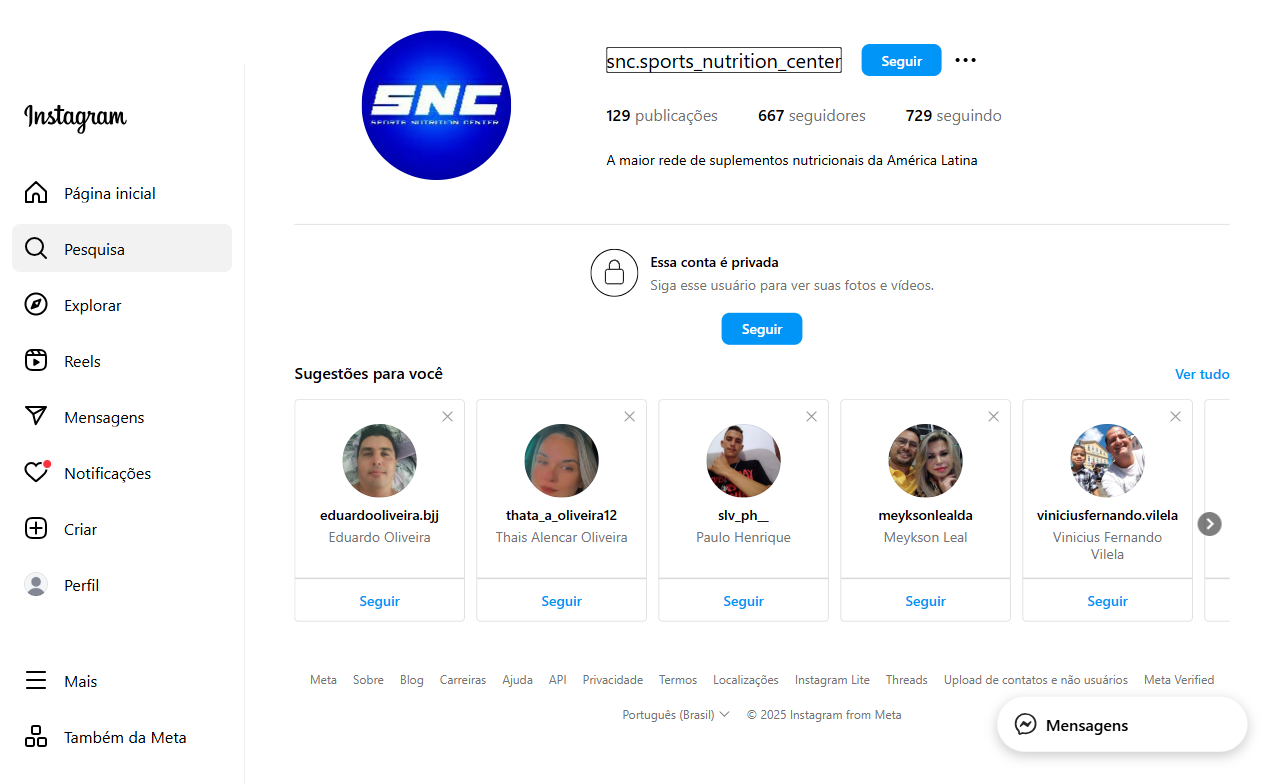 Instagram
Página inicial
Pesquisa
Explorar
Reels
Mensagens
Notificações
Criar
Perfil
Mais
Também da Meta
SNC
SPORTS NUTRITION CENTER
snc.sports_nutrition_center
Seguir
129 publicações 667 seguidores 729 seguindo
A maior rede de suplementos nutricionais da América Latina
Essa conta é privada
Siga esse usuário para ver suas fotos e vídeos.
Seguir
Sugestões para você
Ver tudo
eduardooliveira.bjj
Eduardo Oliveira
Seguir
thata_a_oliveira12
Thais Alencar Oliveira
Seguir
slv_ph__
Paulo Henrique
Seguir
meyksonlealda
Meykson Leal
Seguir
viniciusfernando.vilela
Vinicius Fernando
Vilela
Seguir
Meta Sobre Blog Carreiras Ajuda API Privacidade Termos Localizações Instagram Lite Threads Upload de contatos e não usuários Meta Verified
Português (Brasil) © 2025 Instagram from Meta
Mensagens